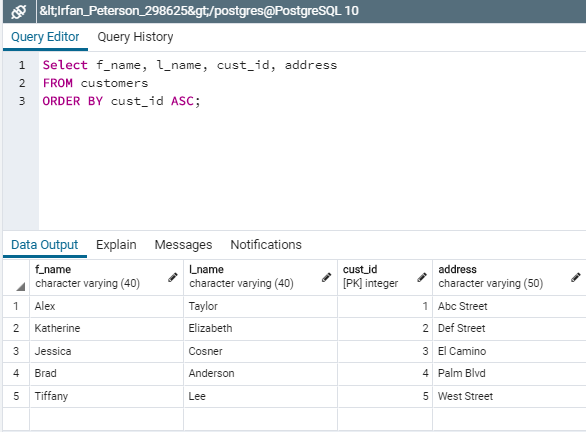 &lt;Irfan_Peterson_298625&gt;/postgres@PostgreSQL 10
Query Editor Query History
1 Select f_name, l_name, cust_id, address
2 FROM customers
3 ORDER BY cust_id ASC;
Data Output Explain Messages Notifications
f_name l_name cust_id address
character varying (40) character varying (40) [PK] integer character varying (50)
1 Alex Taylor 1 Abc Street
2 Katherine Elizabeth 2 Def Street
3 Jessica Cosner 3 El Camino
4 Brad Anderson 4 Palm Blvd
5 Tiffany Lee 5 West Street